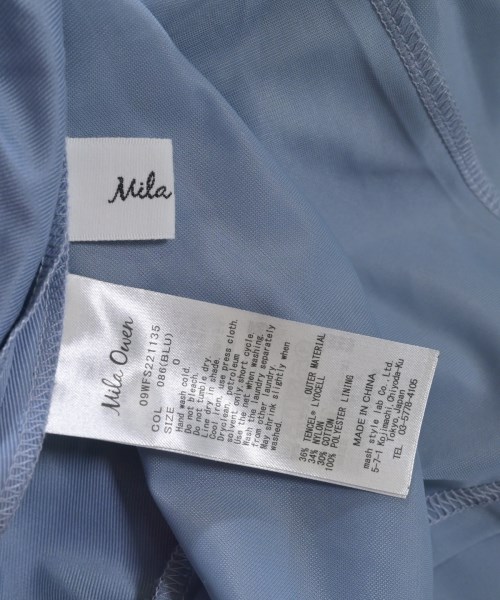 Mila
Mila Owen
09WFS221135
COL 086(BLU)
SIZE 0
Hand wash cold.
Do not bleach.
Do not tumble dry.
Line dry in shade.
Cool iron. use press cloth.
Dryclean, petroleum
solvent only. short cycle.
Use the net when washing.
Wash the laundry separately
from other laundry.
May shrink slightly when
OUTER MATERIAL
36% TENCEL™ LYOCELL
34% NYLON
30% COTTON
100% POLYESTER LINING
MADE IN CHINA
mash style lab Co., Ltd.
5-7-1 Kojimachi, Chiyoda-Ku
Tokyo, Japan
TEL 03-5778-4105